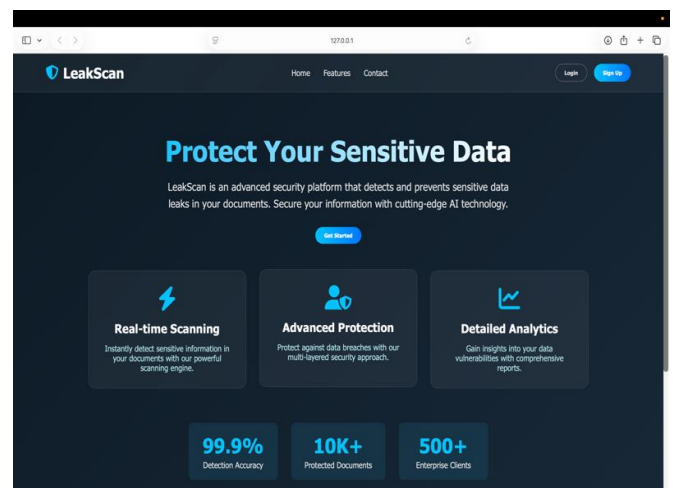 127.0.0.1
LeakScan
Home Features Contact
Login Sign Up
Protect Your Sensitive Data
LeakScan is an advanced security platform that detects and prevents sensitive data
leaks in your documents. Secure your information with cutting-edge AI technology.
Get Started
Real-time Scanning
Instantly detect sensitive information in
your documents with our powerful
scanning engine.
Advanced Protection
Protect against data breaches with our
multi-layered security approach.
Detailed Analytics
Gain insights into your data
vulnerabilities with comprehensive
reports.
99.9%
Detection Accuracy
10K+
Protected Documents
500+
Enterprise Clients